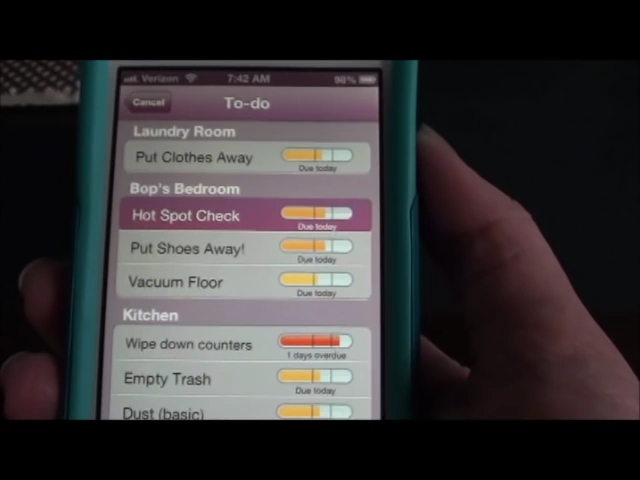 Verizon 7:42 AM 98%
Cancel To-do
Laundry Room
Put Clothes Away
Due today
Bop's Bedroom
Hot Spot Check
Due today
Put Shoes Away!
Due today
Vacuum Floor
Due today
Kitchen
Wipe down counters
1 days overdue
Empty Trash
Due today
Dust (basic)